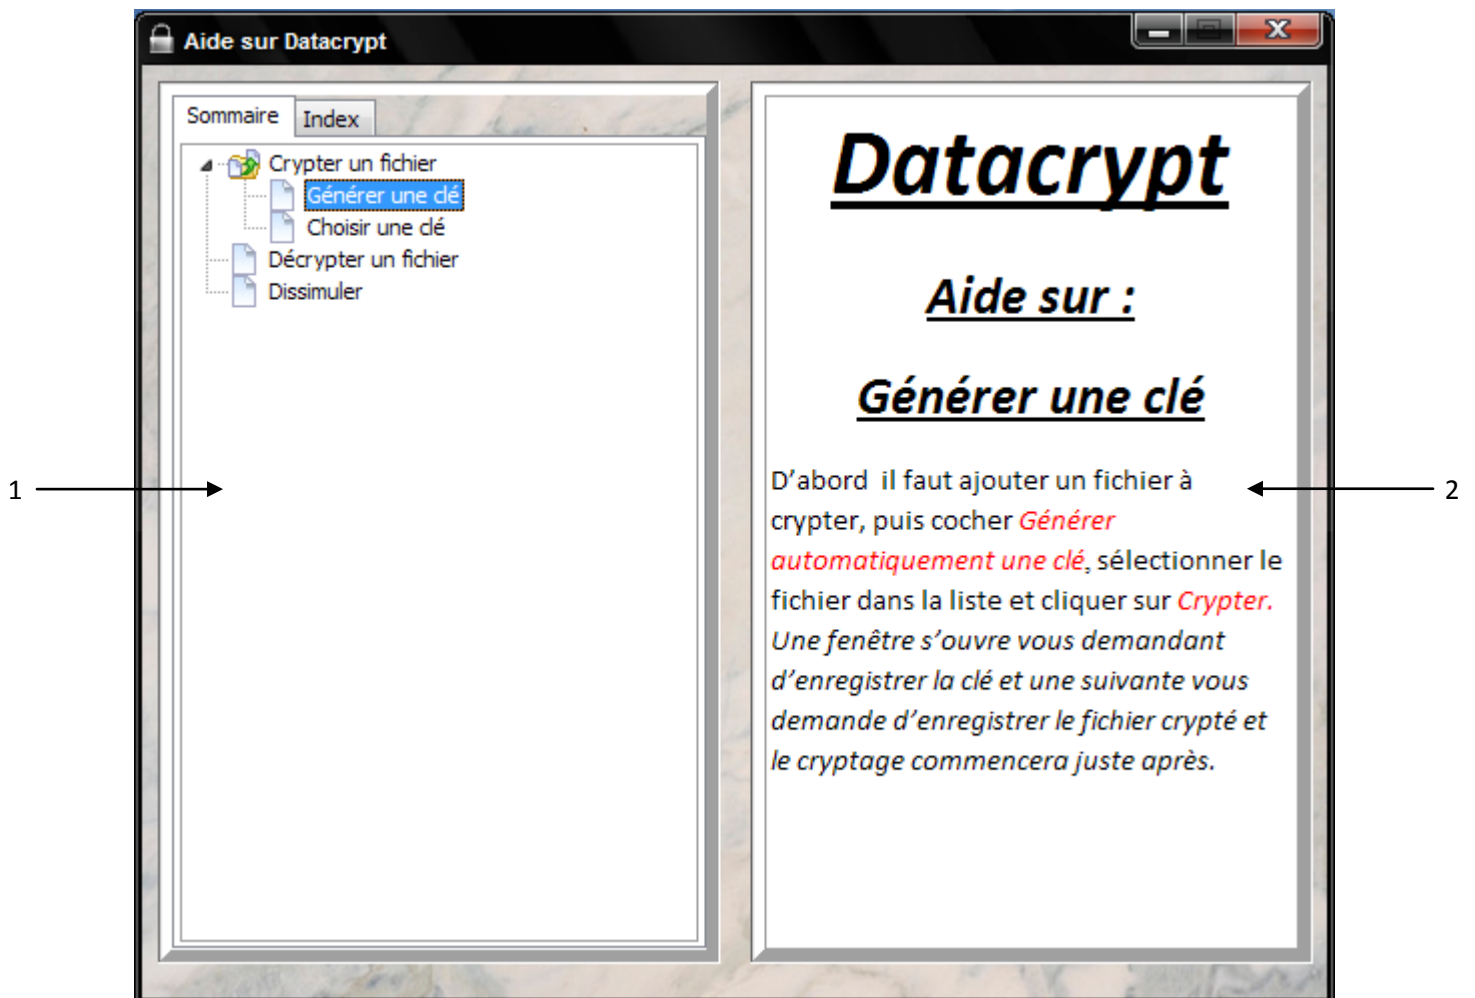 Aide sur Datacrypt
Sommaire
Index
Crypter un fichier
Générer une clé
Choisir une clé
Décrypter un fichier
Dissimuler
1
Datacrypt
Aide sur :
Générer une clé
D’abord  il faut ajouter un fichier à
crypter, puis cocher Générer
automatiquement une clé, sélectionner le
fichier dans la liste et cliquer sur Crypter.
Une fenêtre s’ouvre vous demandant
d’enregistrer la clé et une suivante vous
demande d’enregistrer le fichier crypté et
le cryptage commencera juste après.
2